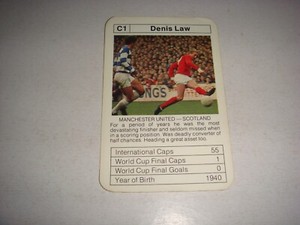 C1 Denis Law
NGS
MANCHESTER UNITED — SCOTLAND
For a period of years he was the most
devastating finisher and seldom missed when
in a scoring position. Was deadly converter of
half chances. Heading a great asset too.
International Caps 55
World Cup Final Caps 1
World Cup Final Goals 0
Year of Birth 1940